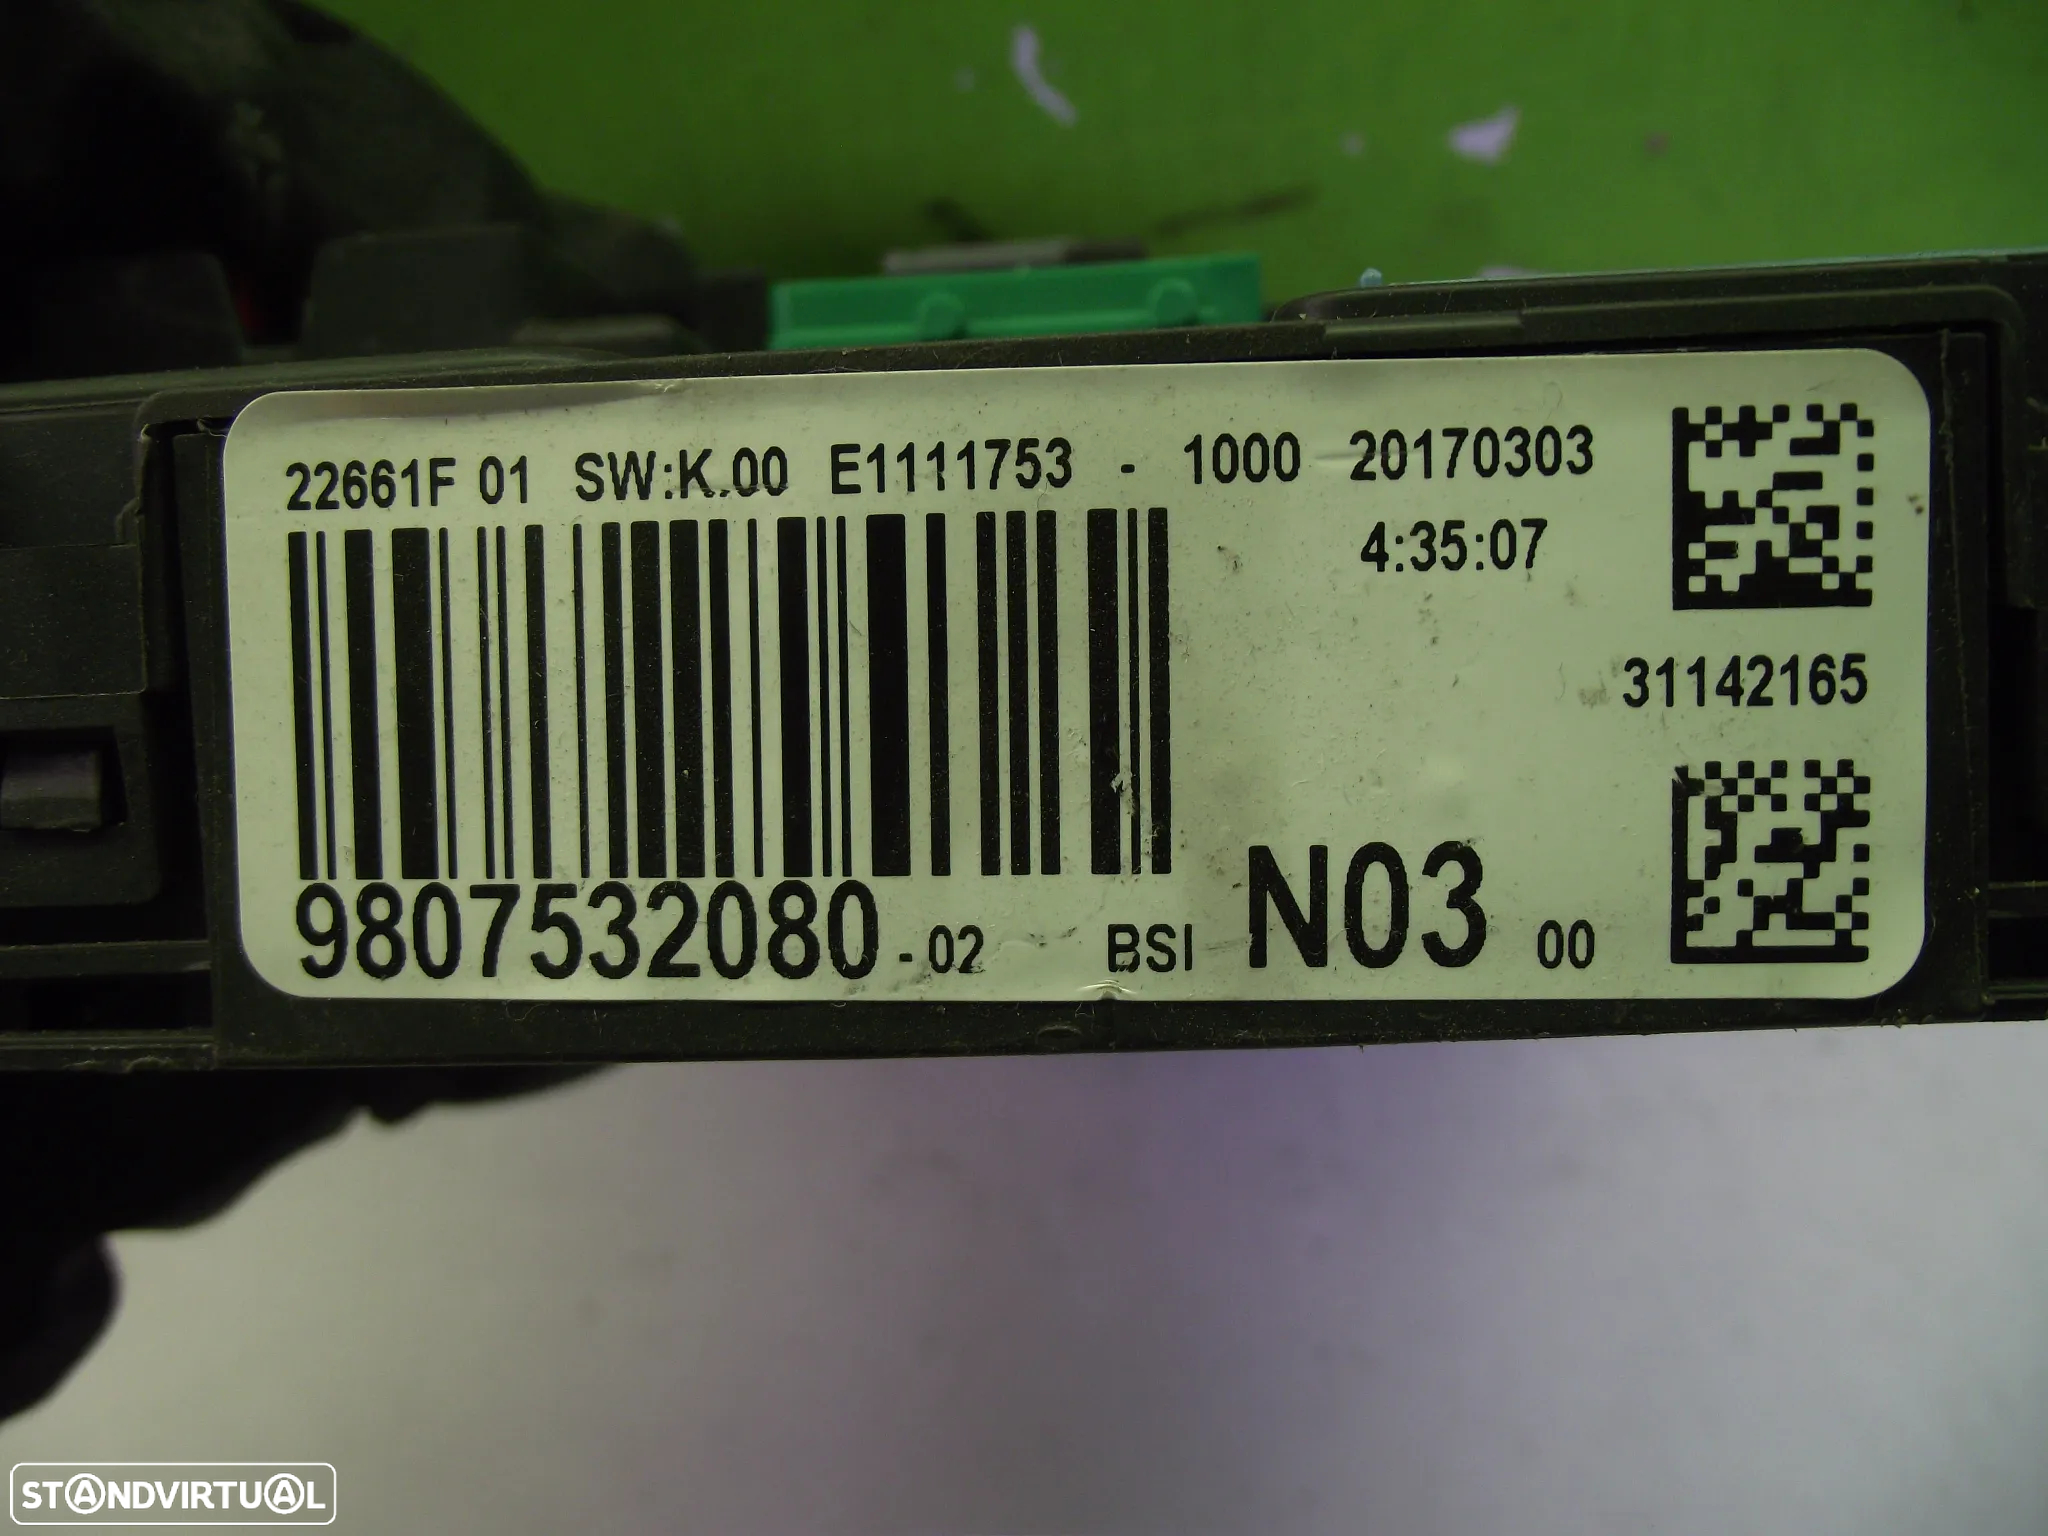 22661F 01 SW:K.00 E1111753 - 1000 20170303
4:35:07
31142165
9807532080 - 02 BSI N03 00
STANDVIRTUAL